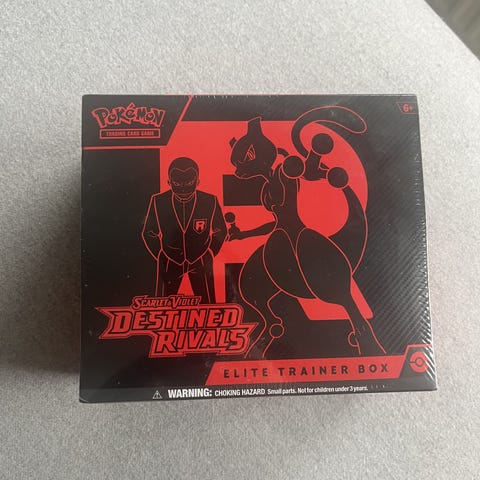 POKÉMON
TRADING CARD GAME
6+
R
SCARLET & VIOLET
DESTINED
RIVALS
ELITE TRAINER BOX
⚠ WARNING: CHOKING HAZARD Small parts. Not for children under 3 years.